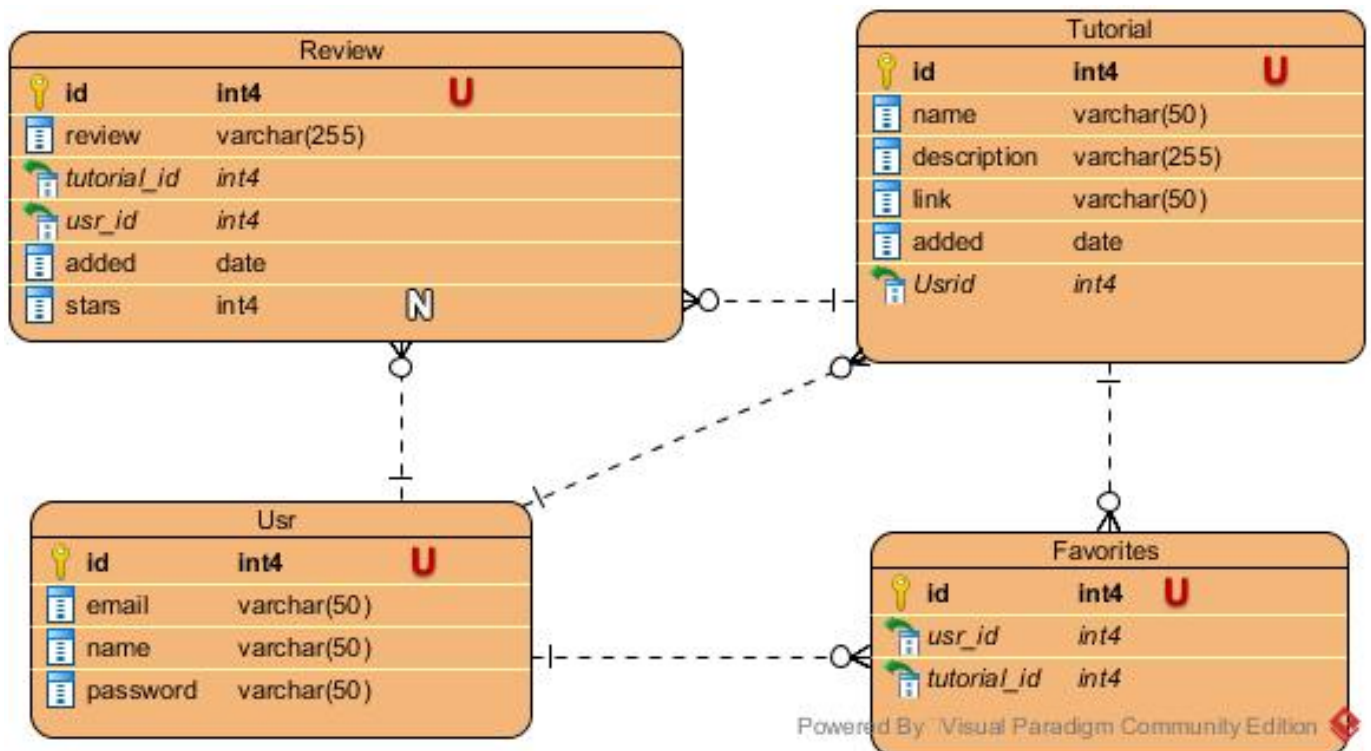 Review
id int4 U
review varchar(255)
tutorial_id int4
usr_id int4
added date
stars int4 N
Tutorial
id int4 U
name varchar(50)
description varchar(255)
link varchar(50)
added date
Usrid int4
Usr
id int4 U
email varchar(50)
name varchar(50)
password varchar(50)
Favorites
id int4 U
usr_id int4
tutorial_id int4
Powered By Visual Paradigm Community Edition